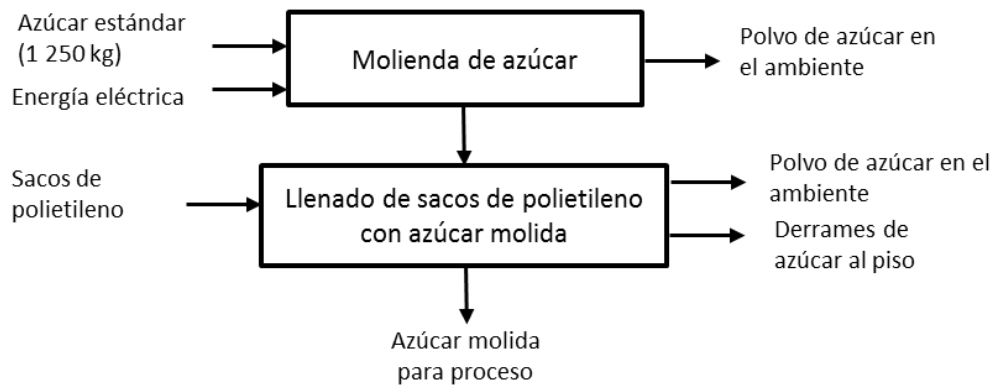 Azúcar estándar
(1 250 kg)
Energía eléctrica
Molienda de azúcar
Polvo de azúcar en
el ambiente
Sacos de
polietileno
Llenado de sacos de polietileno
con azúcar molida
Polvo de azúcar en el
ambiente
Derrames de
azúcar al piso
Azúcar molida
para proceso